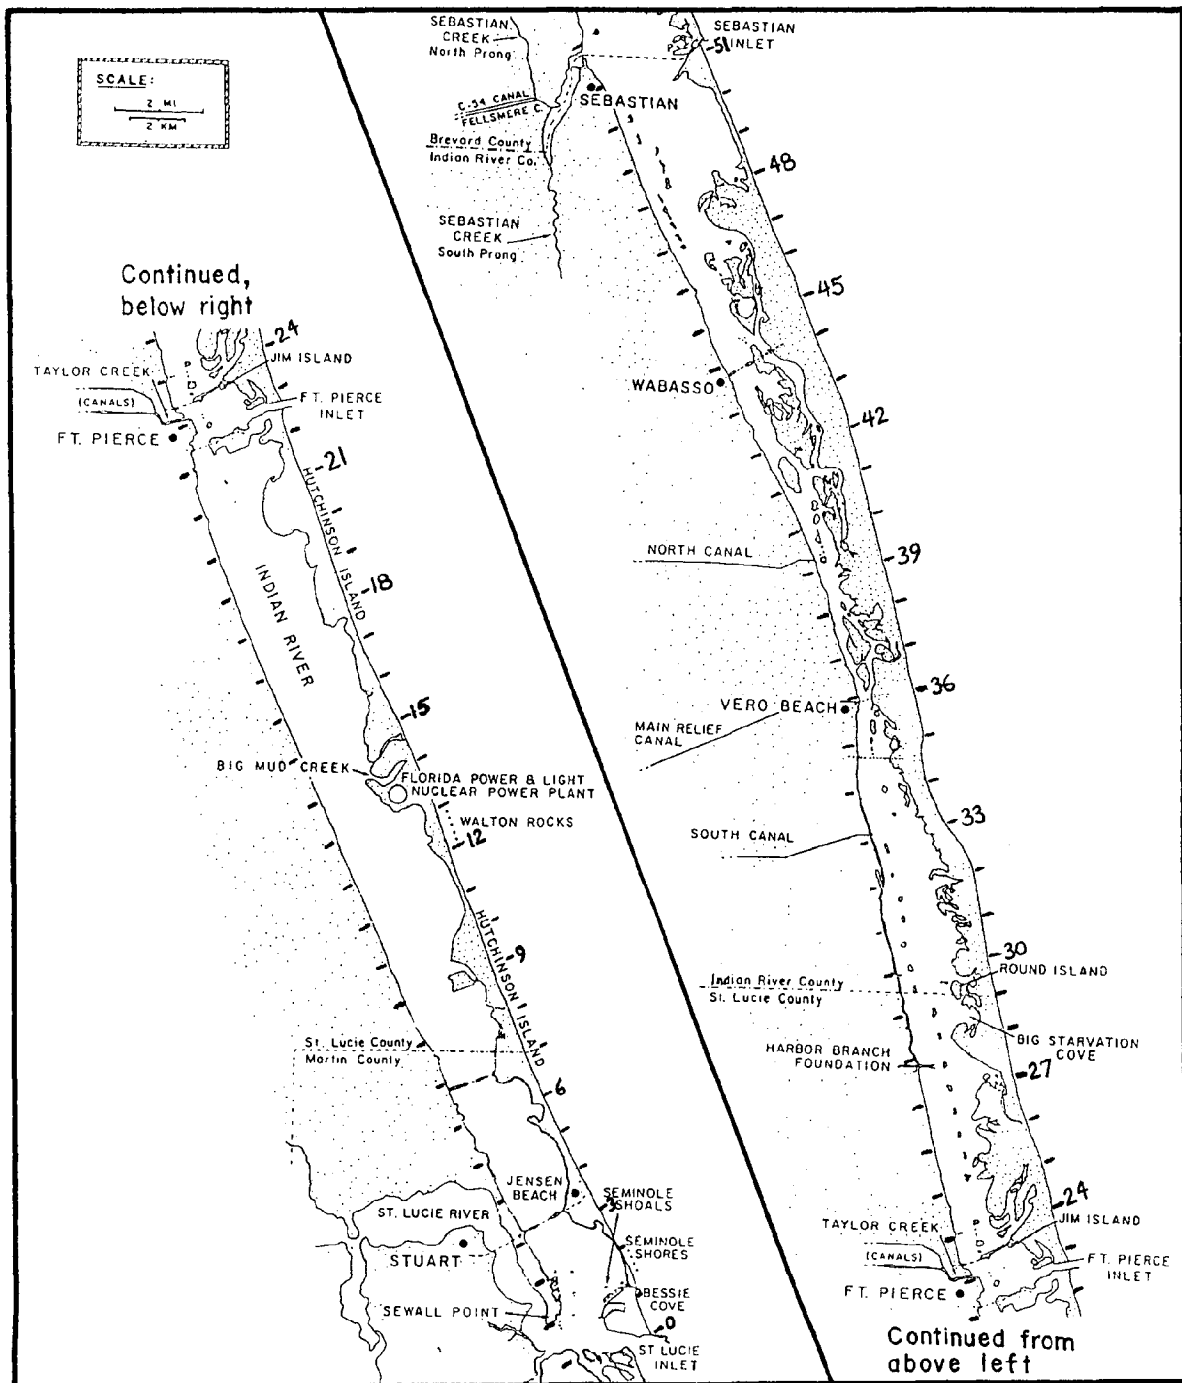 SCALE:
2 MI
2 KM
Continued,
below right
24
JIM ISLAND
TAYLOR CREEK
(CANALS)
FT. PIERCE
INLET
FT. PIERCE
21
HUTCHINSON ISLAND
18
INDIAN RIVER
15
BIG MUD CREEK
FLORIDA POWER & LIGHT
NUCLEAR POWER PLANT
WALTON ROCKS
12
HUTCHINSON ISLAND
9
St. Lucie County
Martin County
6
JENSEN
BEACH
SEMINOLE
SHOALS
3
ST. LUCIE RIVER
STUART
SEMINOLE
SHORES
SEWALL POINT
BESSIE
COVE
0
ST LUCIE
INLET
SEBASTIAN
CREEK
North Prong
SEBASTIAN
INLET
51
C-54 CANAL
FELLSMERE C.
SEBASTIAN
Brevard County
Indian River Co.
48
SEBASTIAN
CREEK
South Prong
45
WABASSO
42
NORTH CANAL
39
36
VERO BEACH
MAIN RELIEF
CANAL
33
SOUTH CANAL
30
ROUND ISLAND
Indian River County
St. Lucie County
BIG STARVATION
COVE
HARBOR BRANCH
FOUNDATION
27
24
TAYLOR CREEK
JIM ISLAND
(CANALS)
FT. PIERCE
INLET
FT. PIERCE
Continued from
above left